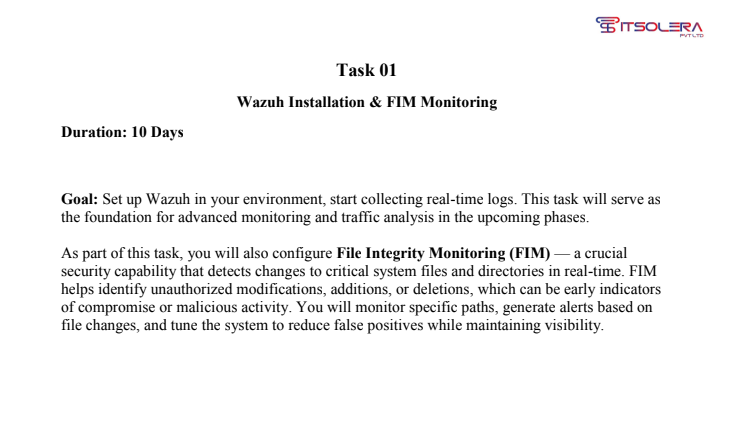 ITSOLERA
PVT LTD
Task 01
Wazuh Installation & FIM Monitoring
Duration: 10 Days
Goal: Set up Wazuh in your environment, start collecting real-time logs. This task will serve as
the foundation for advanced monitoring and traffic analysis in the upcoming phases.
As part of this task, you will also configure File Integrity Monitoring (FIM) — a crucial
security capability that detects changes to critical system files and directories in real-time. FIM
helps identify unauthorized modifications, additions, or deletions, which can be early indicators
of compromise or malicious activity. You will monitor specific paths, generate alerts based on
file changes, and tune the system to reduce false positives while maintaining visibility.